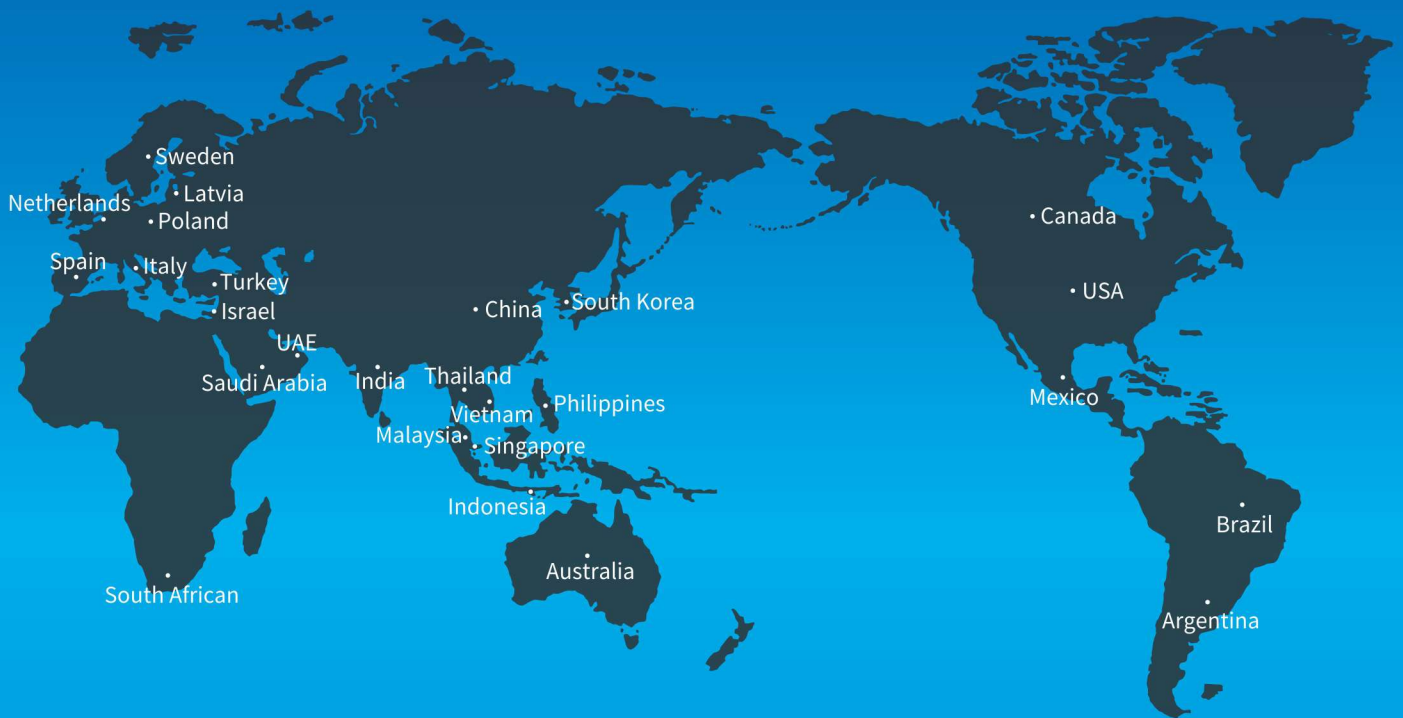 Sweden
Latvia
Netherlands
Poland
Canada
Spain
Italy
Turkey
USA
South Korea
China
Israel
UAE
Saudi Arabia
India
Thailand
Mexico
Philippines
Vietnam
Malaysia
Singapore
Indonesia
Brazil
Australia
South African
Argentina